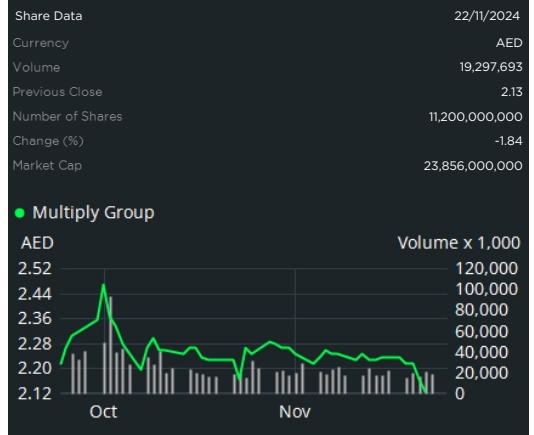 Share Data 22/11/2024
Currency AED
Volume 19,297,693
Previous Close 2.13
Number of Shares 11,200,000,000
Change (%) -1.84
Market Cap 23,856,000,000
Multiply Group
AED Volume x 1,000
2.52 120,000
2.44 100,000
2.36 80,000
2.28 60,000
2.20 40,000
2.12 20,000
0
Oct Nov